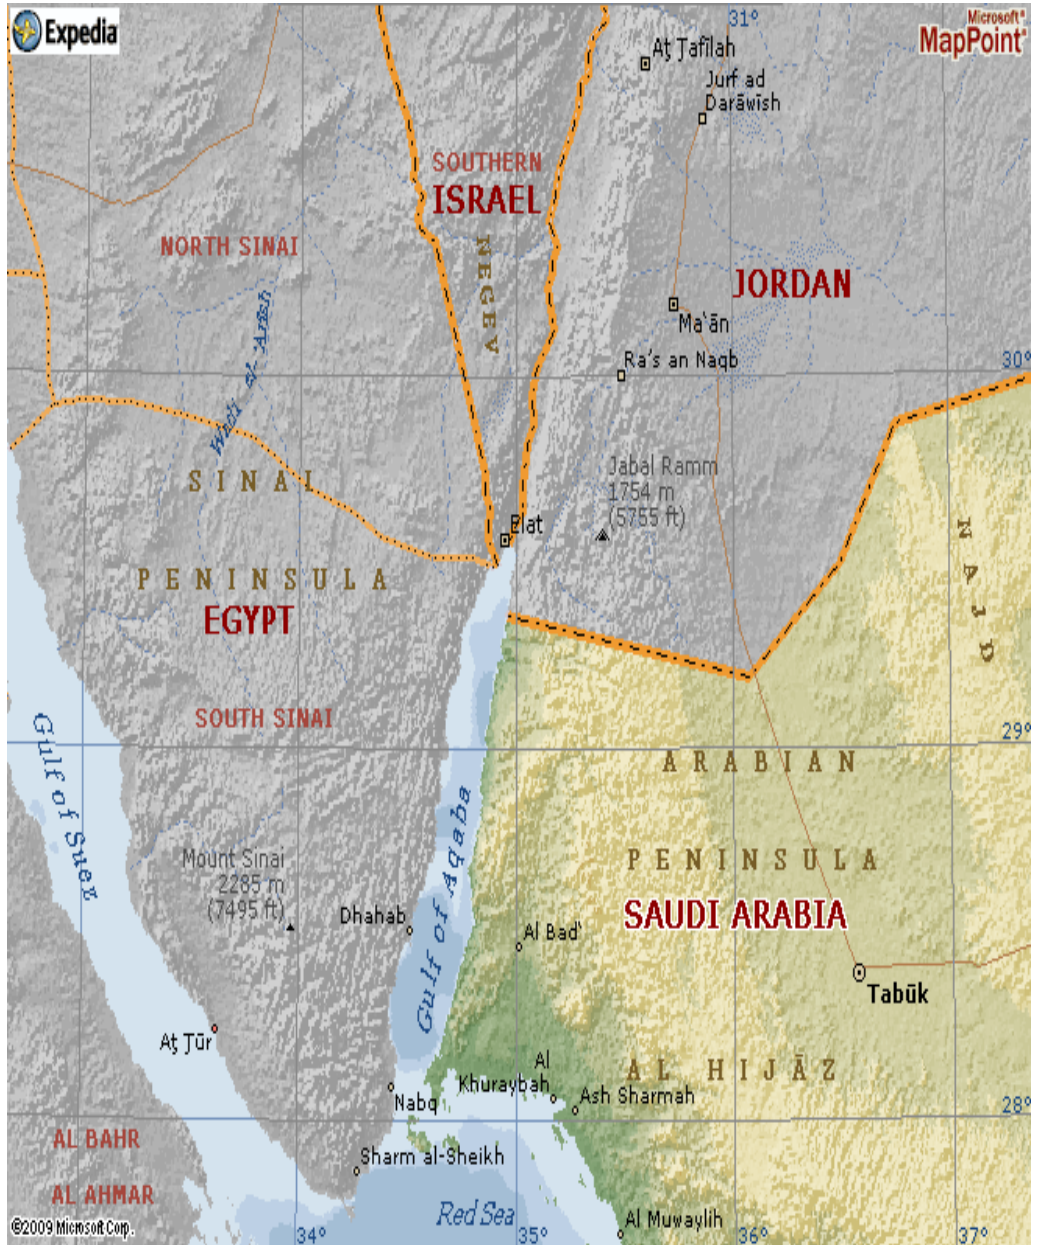 Expedia
31°
Microsoft®
MapPoint®
Aţ Ţafīlah
Jurf ad
Darāwīsh
SOUTHERN
ISRAEL
NORTH SINAI
NEGEV
JORDAN
Wadi al-'Arish
Ma'ān
Ra's an Naqb
30°
SINAI
Jabal Ramm
1754 m
(5755 ft)
Elat
NAJD
PENINSULA
EGYPT
SOUTH SINAI
Gulf of Suez
29°
ARABIAN
Gulf of Aqaba
PENINSULA
Mount Sinai
2285 m
(7495 ft)
Dhahab
SAUDI ARABIA
Al Bad'
Tabūk
Aţ Ţūr
Al
Khuraybah
AL HIJĀZ
Ash Sharmah
Nabq
28°
AL BAHR
AL AHMAR
Sharm al-Sheikh
Red Sea
Al Muwaylih
©2009 Microsoft Corp.
34°
35°
36°
37°